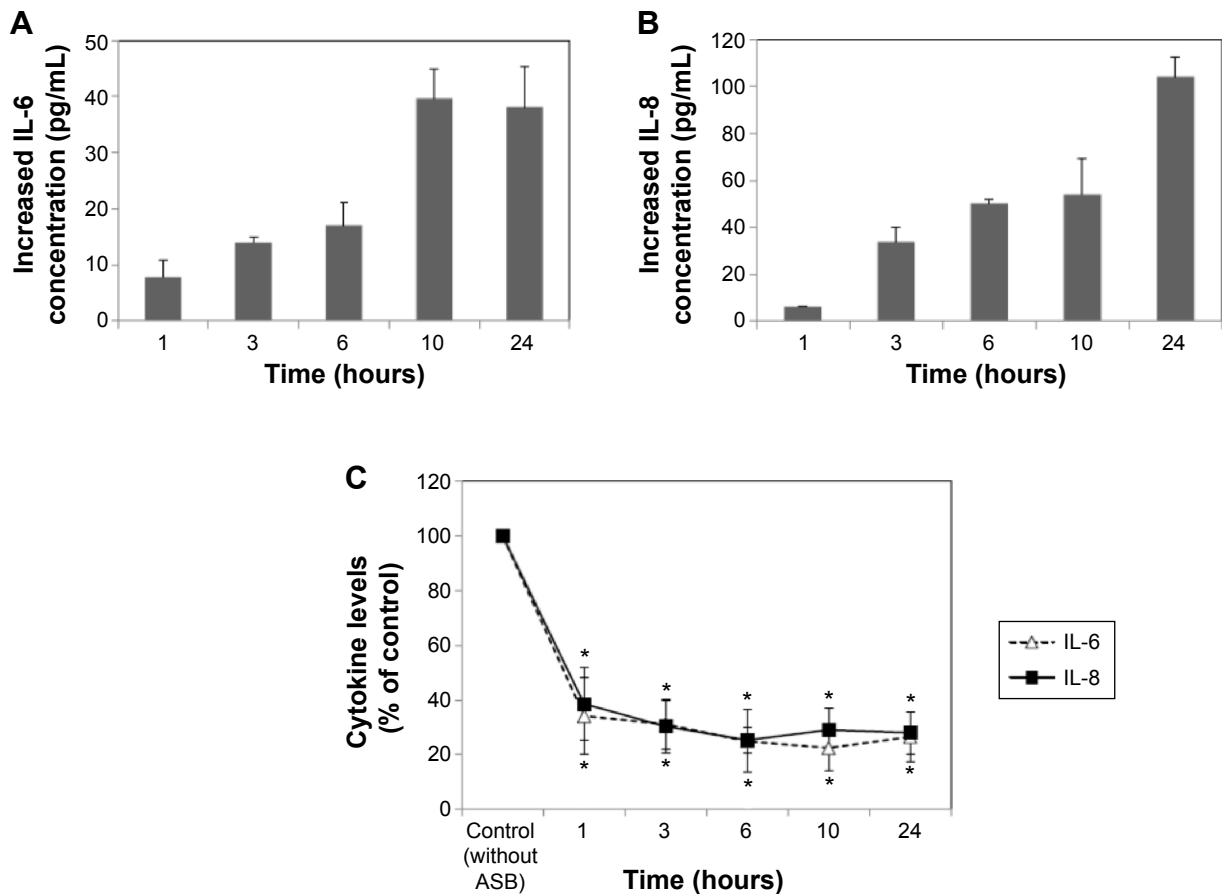 A
Increased IL-6
concentration (pg/mL)
50
40
30
20
10
0
1 3 6 10 24
Time (hours)
B
Increased IL-8
concentration (pg/mL)
120
100
80
60
40
20
0
1 3 6 10 24
Time (hours)
C
Cytokine levels
(% of control)
120
100
80
60
40
20
0
* * * * *
* * * * *
Control 1 3 6 10 24
(without
ASB)
Time (hours)
IL-6
IL-8